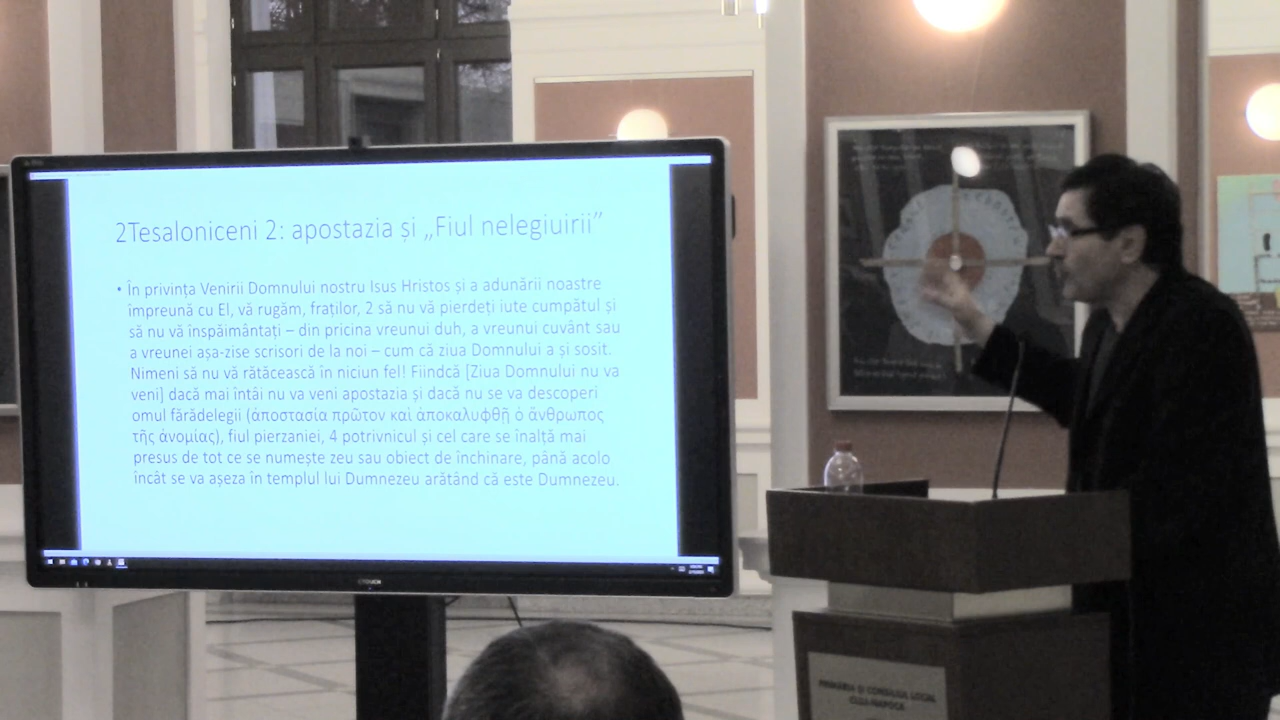 2Tesaloniceni 2: apostazia și „Fiul nelegiuirii”
• În privința Venirii Domnului nostru Isus Hristos și a adunării noastre
împreună cu El, vă rugăm, fraților, 2 să nu vă pierdeți iute cumpătul și
să nu vă înspăimântați – din pricina vreunui duh, a vreunui cuvânt sau
a vreunei așa-zise scrisori de la noi – cum că ziua Domnului a și sosit.
Nimeni să nu vă rătăcească în niciun fel! Fiindcă [Ziua Domnului nu va
veni] dacă mai întâi nu va veni apostazia și dacă nu se va descoperi
omul fărădelegii (ἀποστασία πρῶτον καὶ ἀποκαλυφθῇ ὁ ἄνθρωπος
τῆς ἀνομίας), fiul pierzaniei, 4 potrivnicul și cel care se înalță mai
presus de tot ce se numește zeu sau obiect de închinare, până acolo
încât se va așeza în templul lui Dumnezeu arătând că este Dumnezeu.
PRIMĂRIA ȘI CONSILIUL LOCAL
CLUJ-NAPOCA